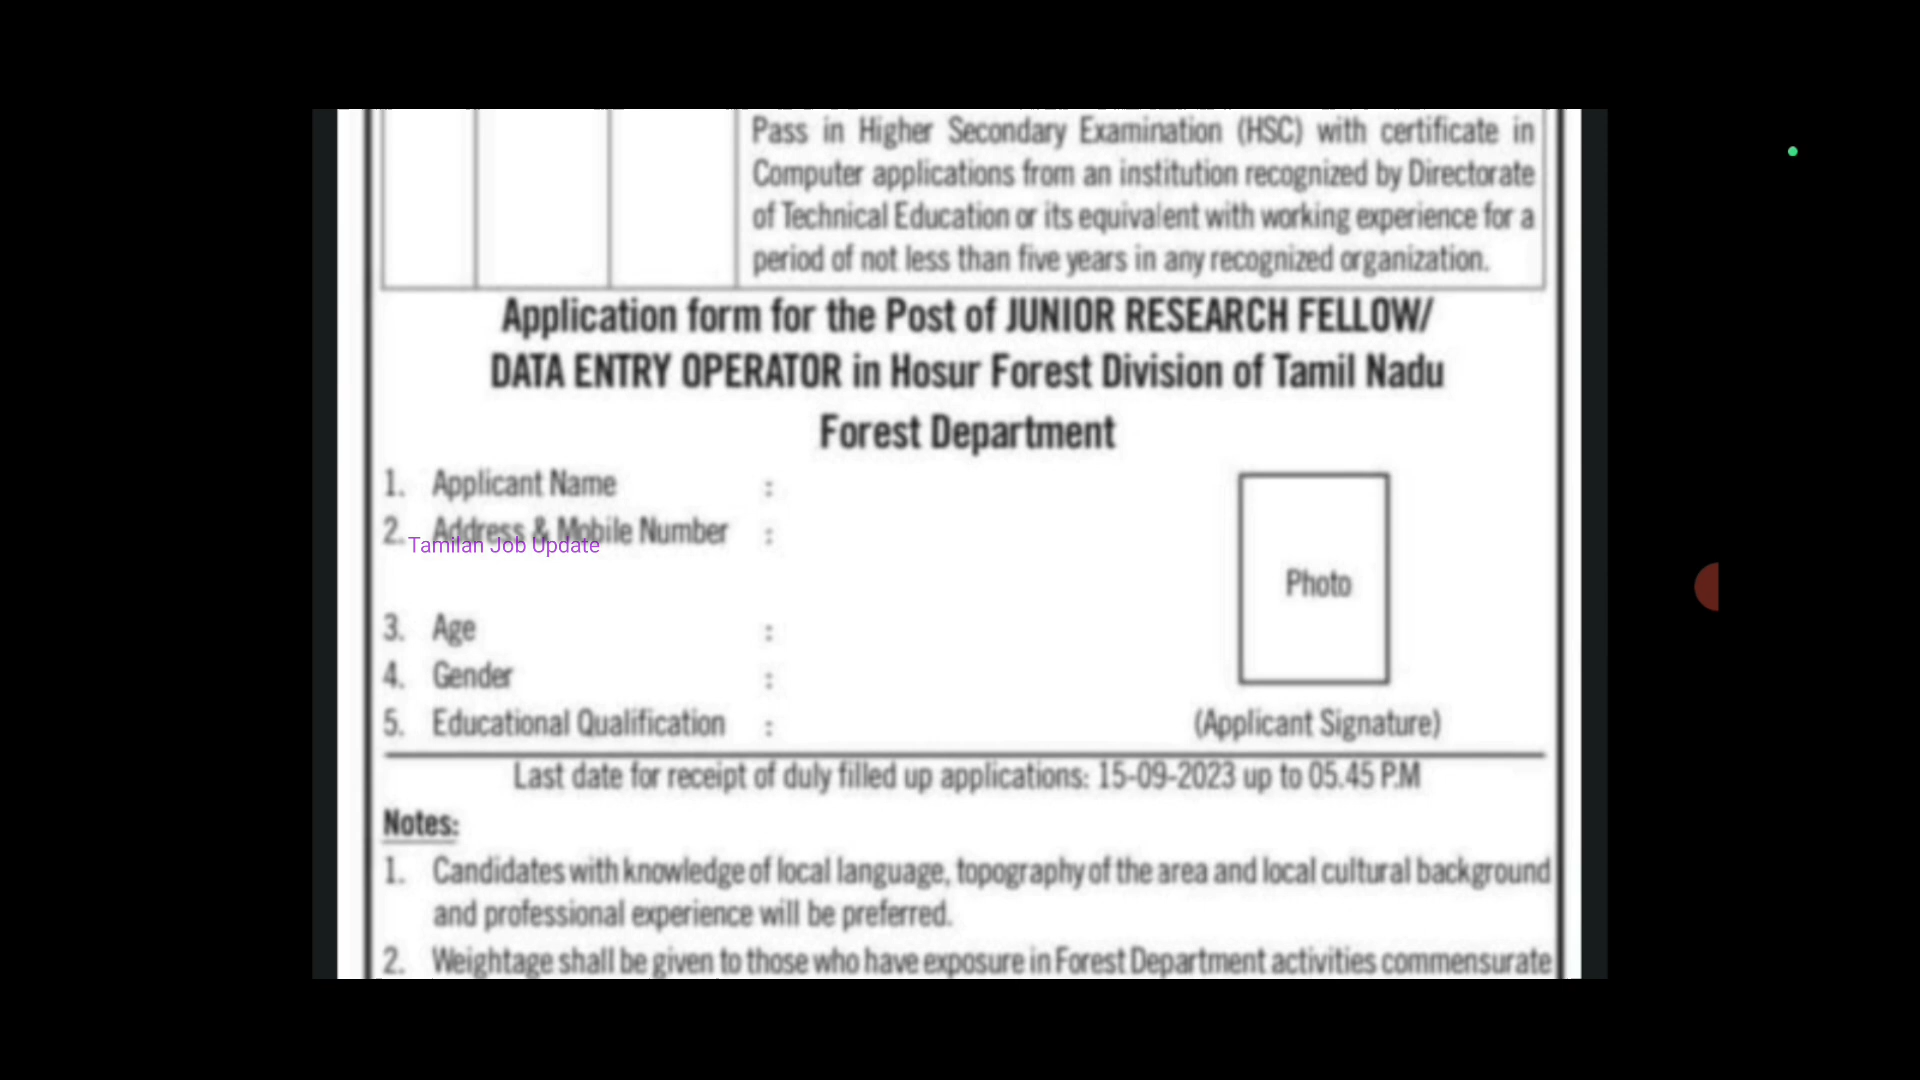 Pass in Higher Secondary Examination (HSC) with certificate in
Computer applications from an institution recognized by Directorate
of Technical Education or its equivalent with working experience for a
period of not less than five years in any recognized organization.
Application form for the Post of JUNIOR RESEARCH FELLOW/
DATA ENTRY OPERATOR in Hosur Forest Division of Tamil Nadu
Forest Department
1. Applicant Name :
2. Address & Mobile Number :
Tamilan Job Update
Photo
3. Age :
4. Gender :
5. Educational Qualification :
(Applicant Signature)
Last date for receipt of duly filled up applications: 15-09-2023 up to 05.45 P.M
Notes:
1. Candidates with knowledge of local language, topography of the area and local cultural background
and professional experience will be preferred.
2. Weightage shall be given to those who have exposure in Forest Department activities commensurate